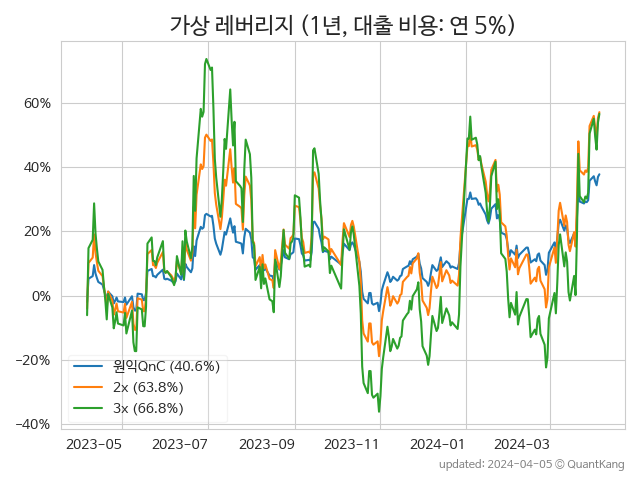 가상 레버리지 (1년, 대출 비용: 연 5%)
60%
40%
20%
0%
−20%
−40%
원익QnC (40.6%)
2x (63.8%)
3x (66.8%)
2023-05 2023-07 2023-09 2023-11 2024-01 2024-03
updated: 2024-04-05 © QuantKang